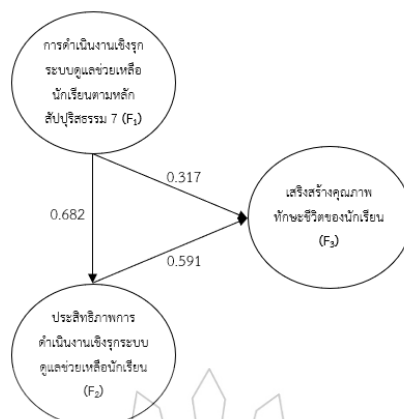 การดำเนินงานเชิงรุก
ระบบดูแลช่วยเหลือ
นักเรียนตามหลัก
สัปปุริสธรรม 7 (F₁)
0.317
เสริงสร้างคุณภาพ
ทักษะชีวิตของนักเรียน
(F₃)
0.682
0.591
ประสิทธิภาพการ
ดำเนินงานเชิงรุกระบบ
ดูแลช่วยเหลือนักเรียน
(F₂)